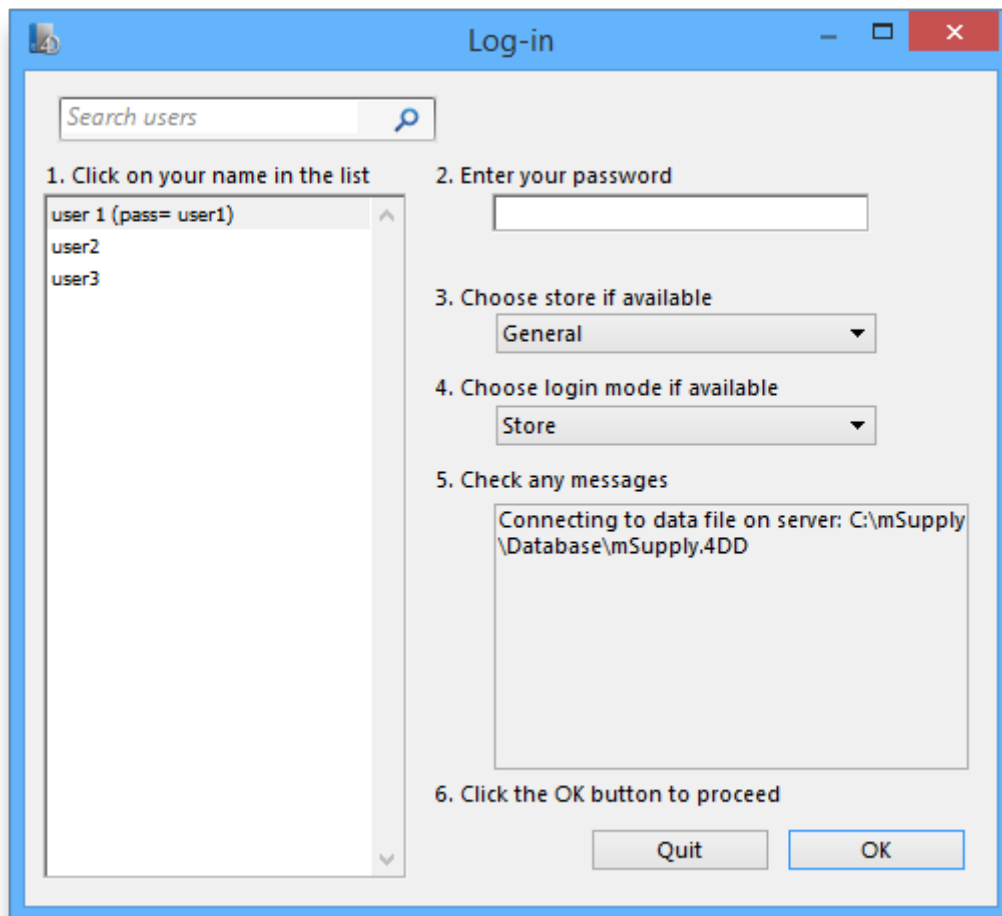 Log-in
Search users
1. Click on your name in the list
user 1 (pass= user1)
user2
user3
2. Enter your password
3. Choose store if available
General
4. Choose login mode if available
Store
5. Check any messages
Connecting to data file on server: C:\mSupply
\Database\mSupply.4DD
6. Click the OK button to proceed
Quit
OK